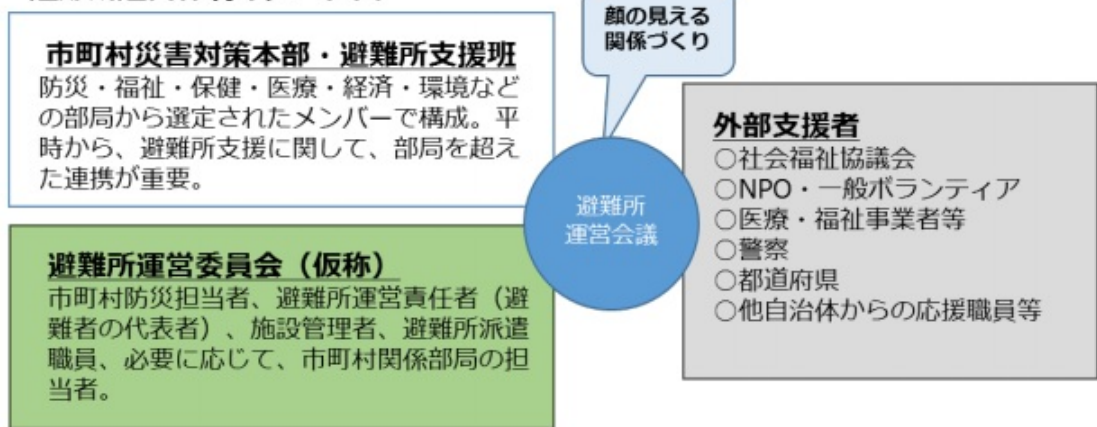 顔の見える
関係づくり
市町村災害対策本部・避難所支援班
防災・福祉・保健・医療・経済・環境など
の部局から選定されたメンバーで構成。平
時から、避難所支援に関して、部局を超え
た連携が重要。
避難所
運営会議
外部支援者
○社会福祉協議会
○NPO・一般ボランティア
○医療・福祉事業者等
○警察
○都道府県
○他自治体からの応援職員等
避難所運営委員会（仮称）
市町村防災担当者、避難所運営責任者（避
難者の代表者）、施設管理者、避難所派遣
職員、必要に応じて、市町村関係部局の担
当者。